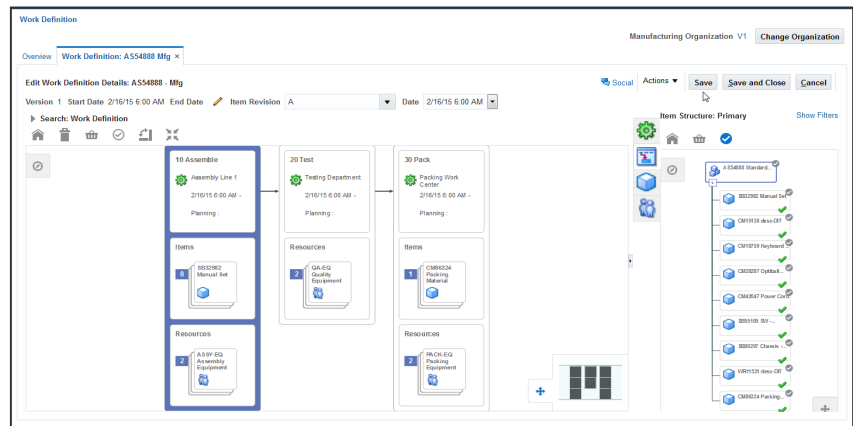 Work Definition
Manufacturing Organization V1 Change Organization
Overview Work Definition: AS54888 Mfg ×
Edit Work Definition Details: AS54888 - Mfg
Social Actions Save Save and Close Cancel
Version 1 Start Date 2/16/15 6:00 AM End Date Item Revision A Date 2/16/15 6:00 AM
Search: Work Definition
Item Structure: Primary Show Filters
10 Assemble
Assembly Line 1
2/16/15 6:00 AM -
Planning :
Items
8 SB32982
Manual Set
Resources
2 ASSY-EQ
Assembly
Equipment
20 Test
Testing Department
2/16/15 6:00 AM -
Planning :
Resources
2 QA-EQ
Quality
Equipment
30 Pack
Packing Work
Center
2/16/15 6:00 AM -
Planning :
Items
1 CM86324
Packing
Material
Resources
2 PACK-EQ
Packing
Equipment
AS54888 Standard...
SB32982 Manual Set
CM13139 desc-DIT
CM18759 Keyboard ...
CM28287 Optiball...
CM42047 Power Cord
SB55105 SW -...
SB90207 Chassis -...
WR11531 desc-DIT
CM86324 Packing...